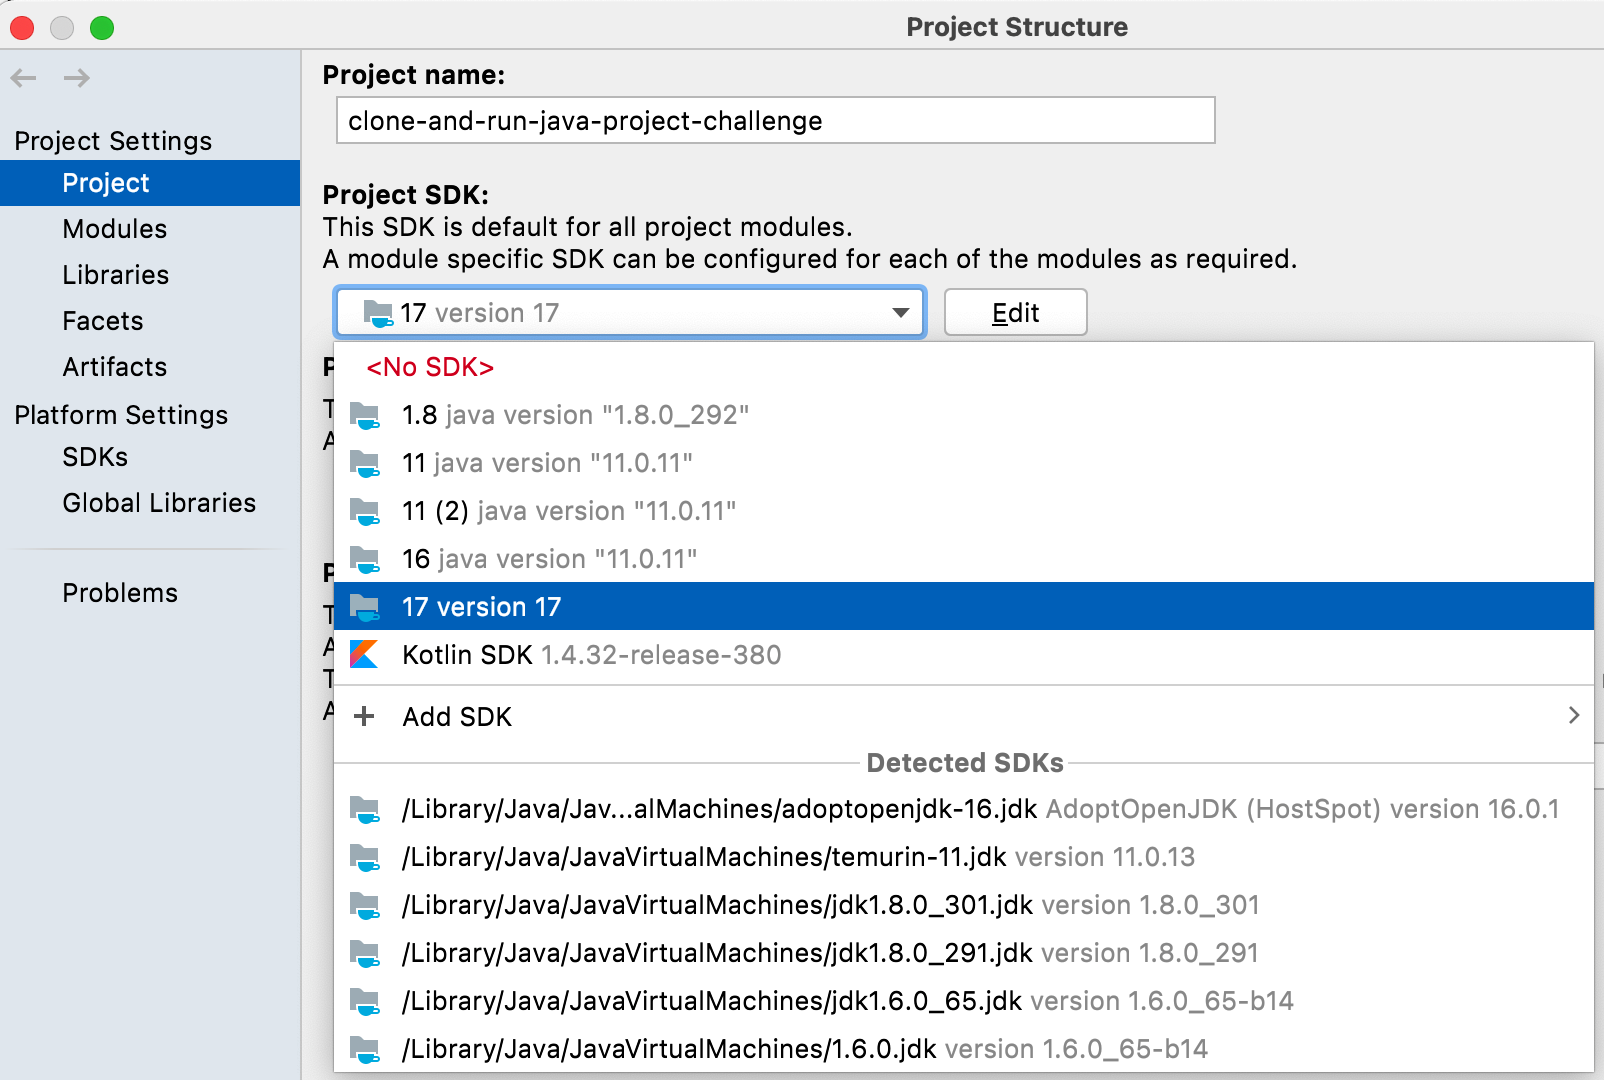 Project Structure
Project name:
clone-and-run-java-project-challenge
Project Settings
Project
Modules
Libraries
Facets
Artifacts
Platform Settings
SDKs
Global Libraries
Problems
Project SDK:
This SDK is default for all project modules.
A module specific SDK can be configured for each of the modules as required.
17 version 17
Edit
<No SDK>
1.8 java version "1.8.0_292"
11 java version "11.0.11"
11 (2) java version "11.0.11"
16 java version "11.0.11"
17 version 17
Kotlin SDK 1.4.32-release-380
Add SDK
Detected SDKs
/Library/Java/Jav...alMachines/adoptopenjdk-16.jdk AdoptOpenJDK (HostSpot) version 16.0.1
/Library/Java/JavaVirtualMachines/temurin-11.jdk version 11.0.13
/Library/Java/JavaVirtualMachines/jdk1.8.0_301.jdk version 1.8.0_301
/Library/Java/JavaVirtualMachines/jdk1.8.0_291.jdk version 1.8.0_291
/Library/Java/JavaVirtualMachines/jdk1.6.0_65.jdk version 1.6.0_65-b14
/Library/Java/JavaVirtualMachines/1.6.0.jdk version 1.6.0_65-b14